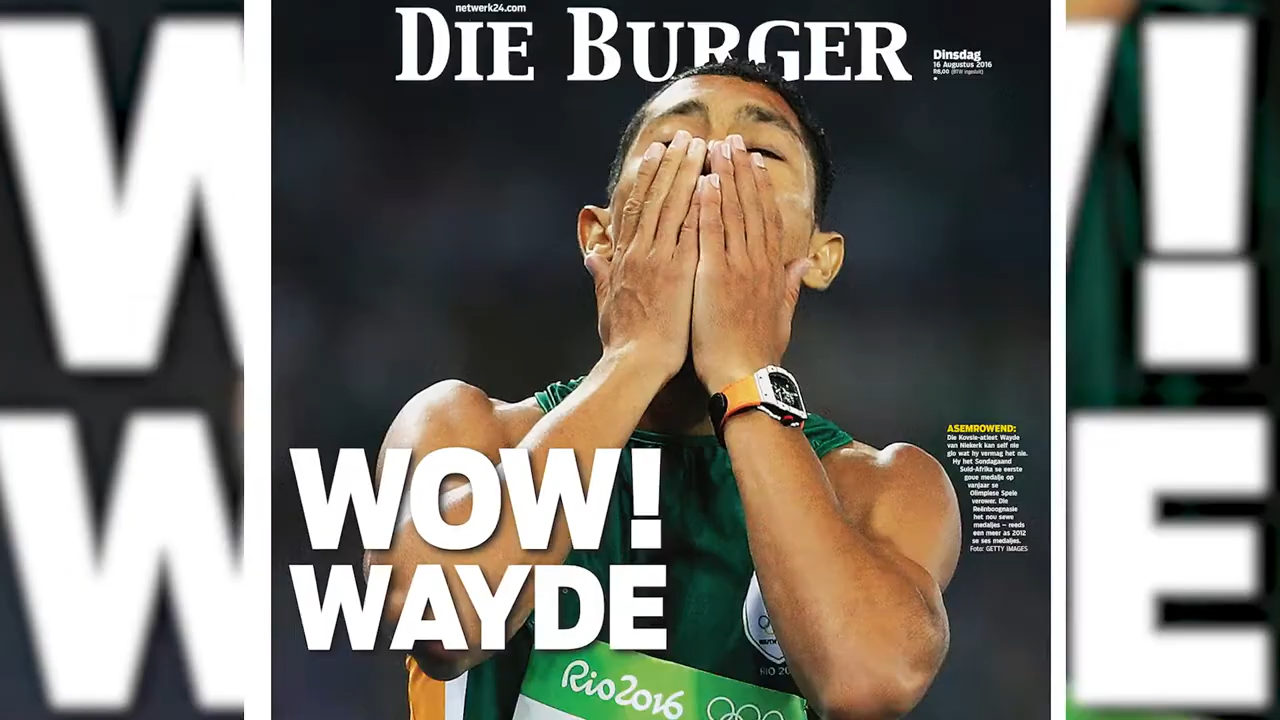 netwerk24.com
DIE BURGER
Dinsdag
16 Augustus 2016
R8,00 (BTW ingesluit)
WOW!
WAYDE
ASEMROWEND:
Die Kovsie-atleet Wayde
van Niekerk kan self nie
glo wat hy vermag het nie.
Hy het Sondagaand
Suid-Afrika se eerste
goue medalje op
vanjaar se
Olimpiese Spele
verower. Die
Reënboognasie
het nou sewe
medaljes – reeds
een meer as 2012
se ses medaljes.
Foto: GETTY IMAGES
Rio2016